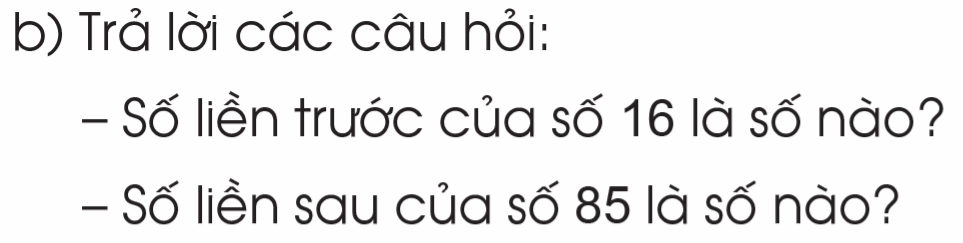 b) Trả lời các câu hỏi:
– Số liền trước của số 16 là số nào?
– Số liền sau của số 85 là số nào?